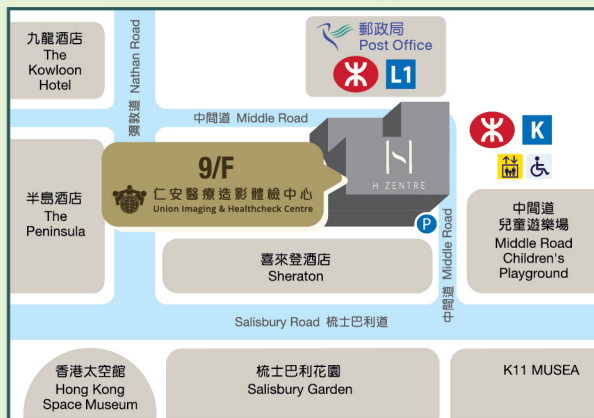 九龍酒店
The
Kowloon
Hotel
彌敦道 Nathan Road
郵政局
Post Office
L1
中間道 Middle Road
K
H ZENTRE
9/F
仁安醫療造影體檢中心
Union Imaging & Healthcheck Centre
半島酒店
The
Peninsula
P
中間道 Middle Road
中間道
兒童遊樂場
Middle Road
Children's
Playground
喜來登酒店
Sheraton
Salisbury Road 梳士巴利道
香港太空館
Hong Kong
Space Museum
梳士巴利花園
Salisbury Garden
K11 MUSEA